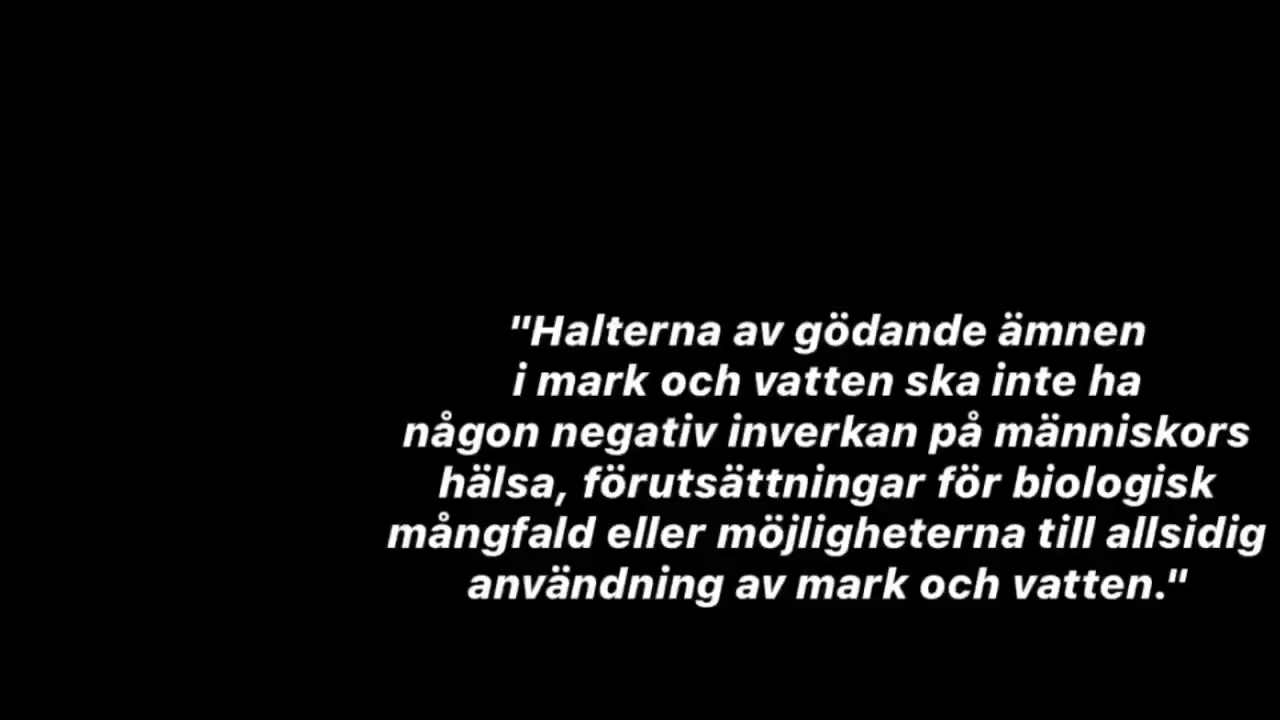 "Halterna av gödande ämnen
i mark och vatten ska inte ha
någon negativ inverkan på människors
hälsa, förutsättningar för biologisk
mångfald eller möjligheterna till allsidig
användning av mark och vatten."